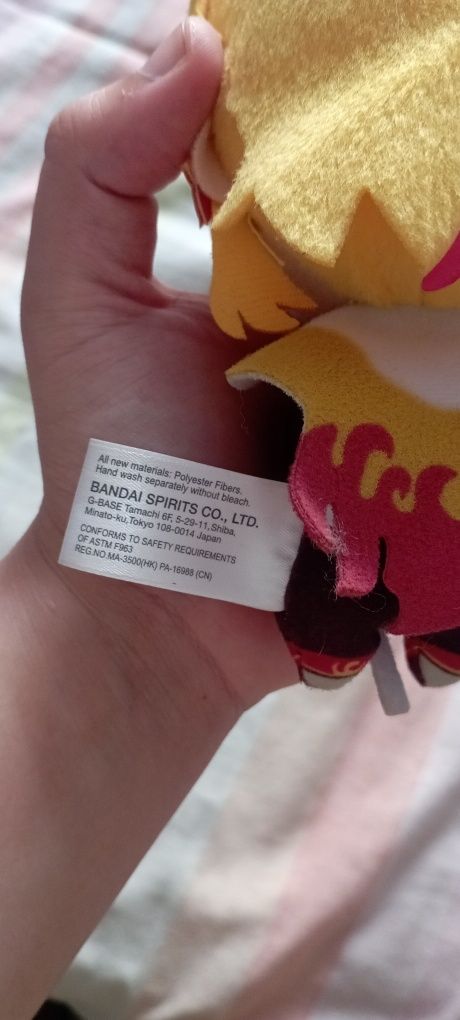 All new materials: Polyester Fibers.
Hand wash separately without bleach.
BANDAI SPIRITS CO., LTD.
G-BASE Tamachi 6F, 5-29-11,Shiba,
Minato-ku,Tokyo 108-0014 Japan
CONFORMS TO SAFETY REQUIREMENTS
OF ASTM F963
REG.NO.MA-3500(HK) PA-16988 (CN)